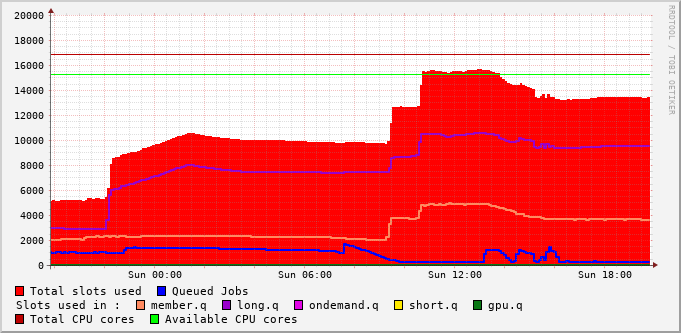 RRDTOOL / TOBI OETIKER
20000
18000
16000
14000
12000
10000
8000
6000
4000
2000
0
Sun 00:00 Sun 06:00 Sun 12:00 Sun 18:00
Total slots used Queued Jobs
Slots used in : member.q long.q ondemand.q short.q gpu.q
Total CPU cores Available CPU cores